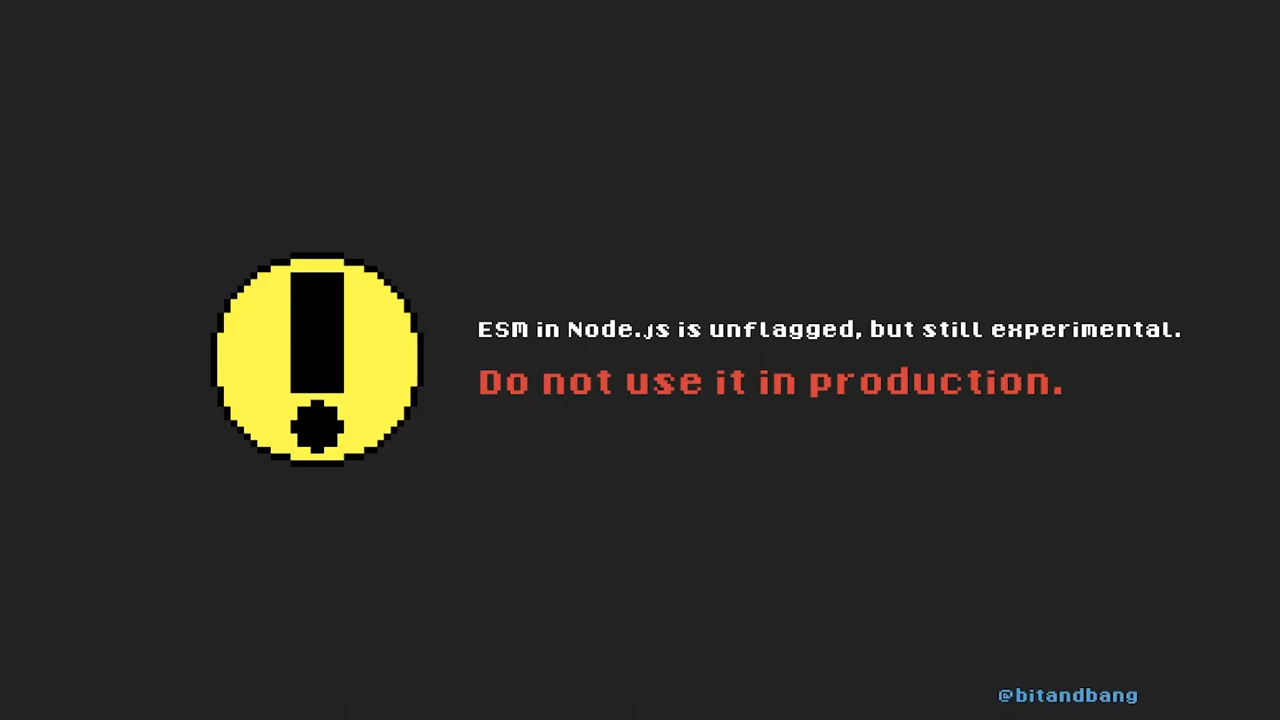 ESM in Node.js is unflagged, but still experimental.
Do not use it in production.
@bitandbang